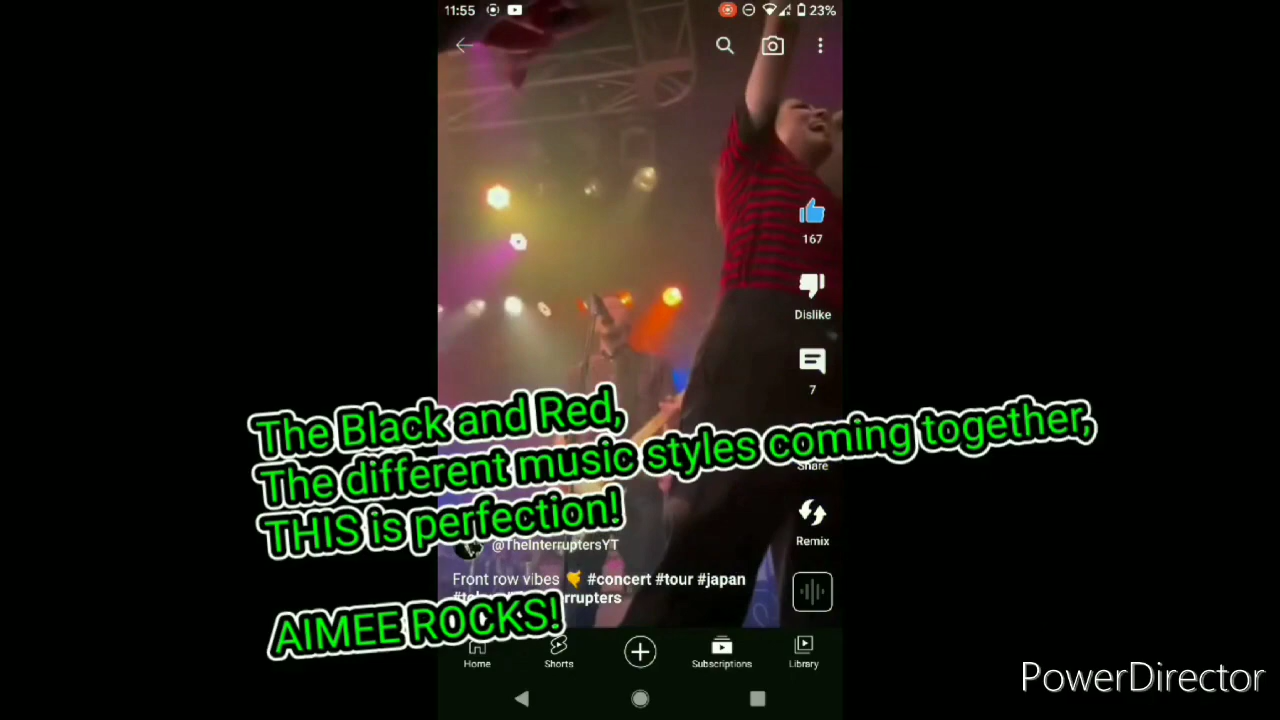 11:55
23%
167
Dislike
7
The Black and Red,
The different music styles coming together,
Share
THIS is perfection!
@TheInterruptersYT
Remix
Front row vibes 🤙 #concert #tour #japan
AIMEE ROCKS!
Home
Shorts
Subscriptions
Library
PowerDirector